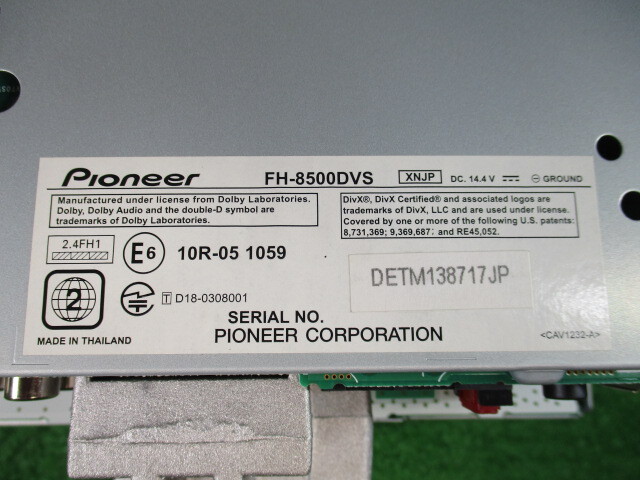 Pioneer
FH-8500DVS XNJP DC. 14.4 V ⊖ GROUND
Manufactured under license from Dolby Laboratories.
Dolby, Dolby Audio and the double-D symbol are
trademarks of Dolby Laboratories.
DivX®, DivX Certified® and associated logos are
trademarks of DivX, LLC and are used under license.
Covered by one or more of the following U.S. patents:
8,731,369; 9,369,687; and RE45,052.
2.4FH1
E6 10R-05 1059
DETM138717JP
2
T D18-0308001
SERIAL NO.
PIONEER CORPORATION
MADE IN THAILAND
<CAV1232-A>